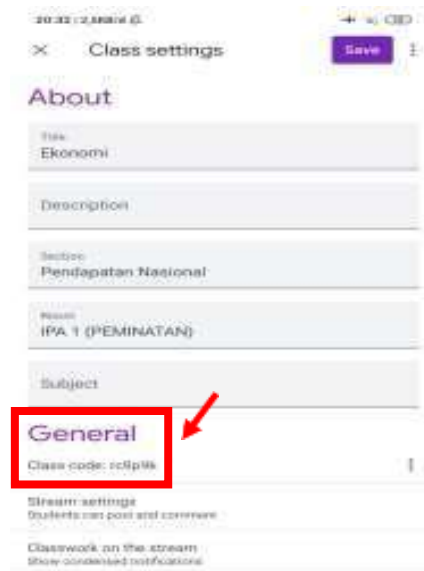 Class settings
Save
About
Title
Ekonomi
Description
Section
Pendapatan Nasional
Room
IPA 1 (PEMINATAN)
Subject
General
Class code:
Stream settings
Students can post and comment
Classwork on the stream
Show condensed notifications